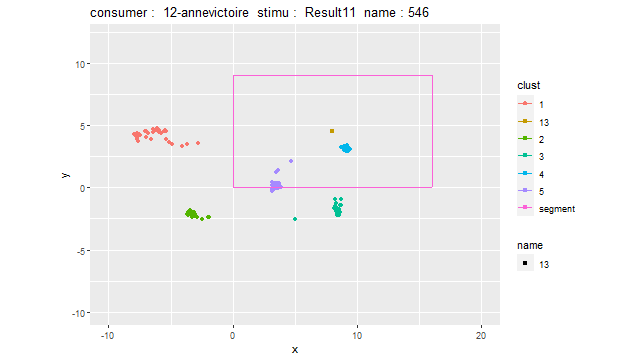 consumer : 12-annevictoire stimu : Result11 name : 546
clust
1
13
2
3
4
5
segment
name
13
10
5
0
-5
-10
y
-10 0 10 20
x